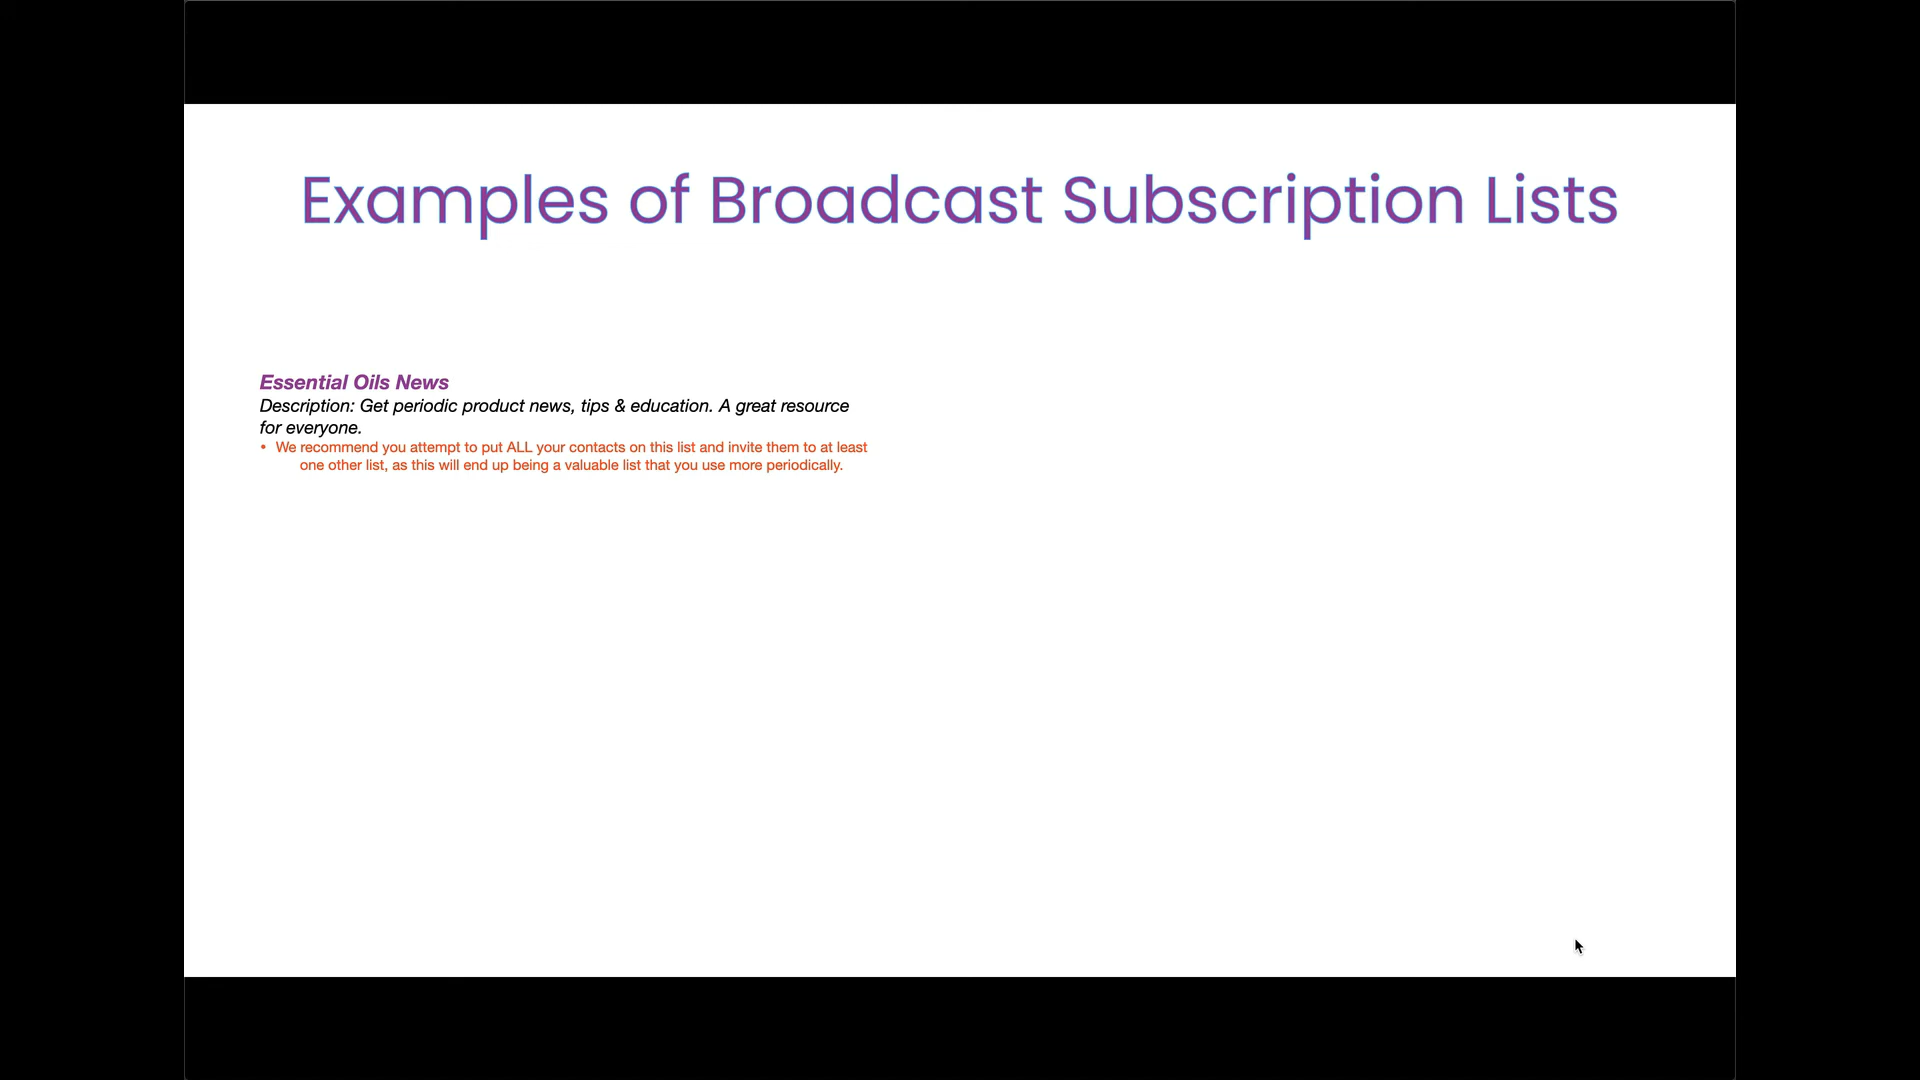 Examples of Broadcast Subscription Lists
Essential Oils News
Description: Get periodic product news, tips & education. A great resource
for everyone.
• We recommend you attempt to put ALL your contacts on this list and invite them to at least
one other list, as this will end up being a valuable list that you use more periodically.